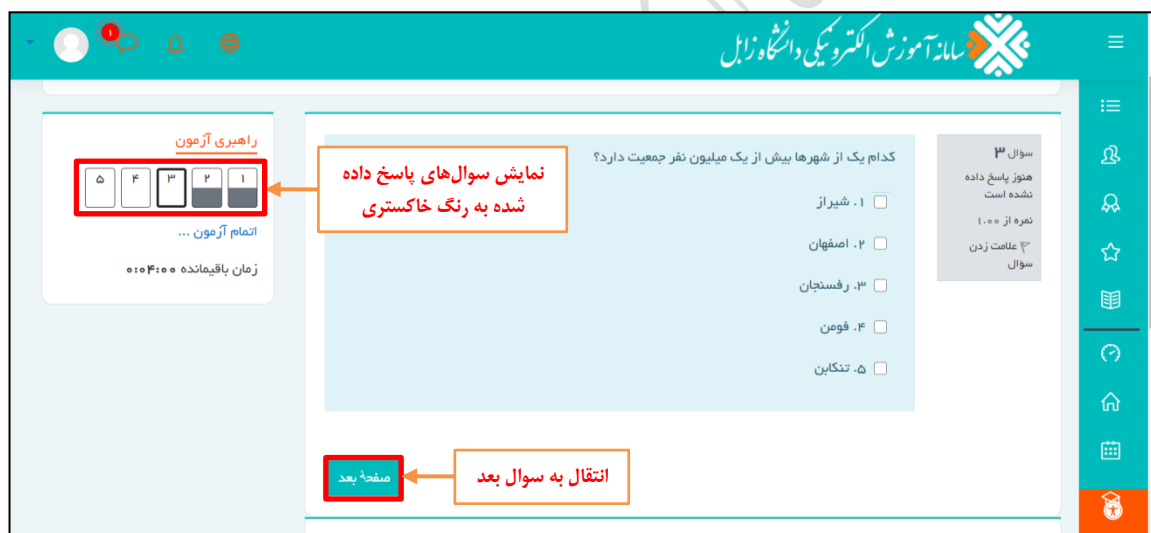 سامانه آموزش الکترونیکی دانشگاه زابل
۱
سؤال ۳
هنوز پاسخ داده
نشده است
نمره از ۱.۰۰
علامت زدن
سؤال
کدام یک از شهرها بیش از یک میلیون نفر جمعیت دارد؟
۱. شیراز
۲. اصفهان
۳. رفسنجان
۴. فومن
۵. تنکابن
صفحهٔ بعد
انتقال به سوال بعد
نمایش سوال‌های پاسخ داده
شده به رنگ خاکستری
راهبری آزمون
۱ ۲ ۳ ۴ ۵
اتمام آزمون ...
زمان باقیمانده ۰:۰۴:۰۰